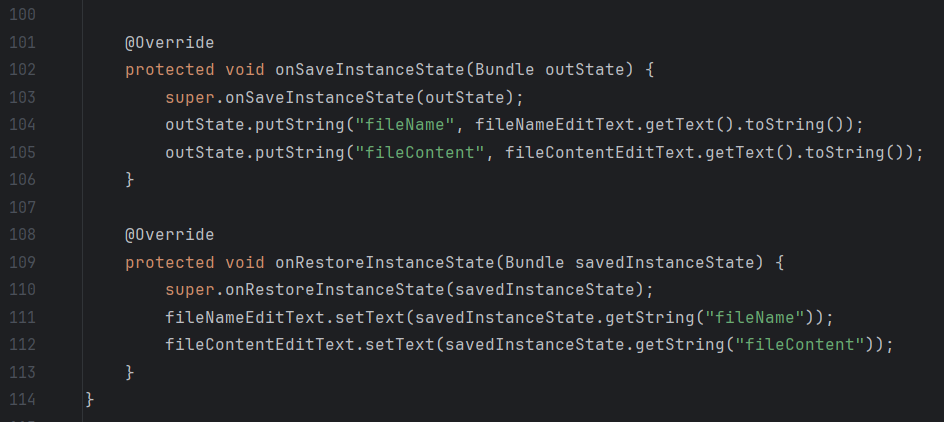 100
101 @Override
102 protected void onSaveInstanceState(Bundle outState) {
103 super.onSaveInstanceState(outState);
104 outState.putString("fileName", fileNameEditText.getText().toString());
105 outState.putString("fileContent", fileContentEditText.getText().toString());
106 }
107
108 @Override
109 protected void onRestoreInstanceState(Bundle savedInstanceState) {
110 super.onRestoreInstanceState(savedInstanceState);
111 fileNameEditText.setText(savedInstanceState.getString("fileName"));
112 fileContentEditText.setText(savedInstanceState.getString("fileContent"));
113 }
114 }